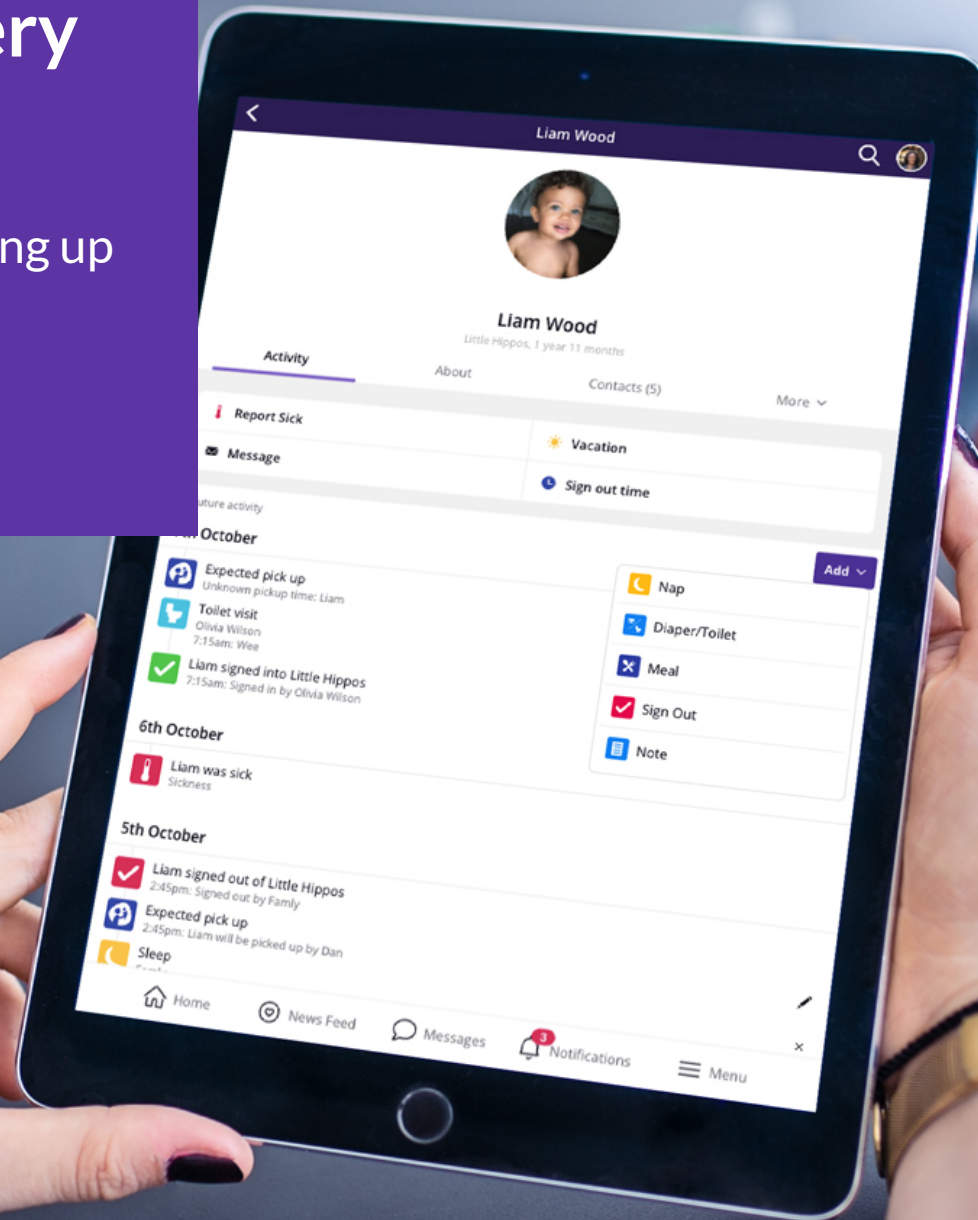 ery
ng up
Liam Wood
Liam Wood
Little Hippos, 1 year 11 months
Activity
About
Contacts (5)
More
Report Sick
Vacation
Message
Sign out time
uture activity
October
Add
Expected pick up
Unknown pickup time: Liam
Toilet visit
Olivia Wilson
7:15am: Wee
Liam signed into Little Hippos
7:15am: Signed in by Olivia Wilson
Nap
Diaper/Toilet
Meal
Sign Out
Note
6th October
Liam was sick
Sickness
5th October
Liam signed out of Little Hippos
2:45pm: Signed out by Famly
Expected pick up
2:45pm: Liam will be picked up by Dan
Sleep
Home
News Feed
Messages
3
Notifications
Menu